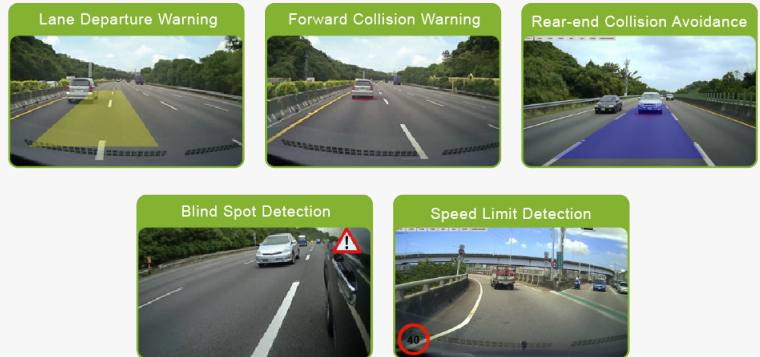 Lane Departure Warning
Forward Collision Warning
Rear-end Collision Avoidance
Blind Spot Detection
Speed Limit Detection
40